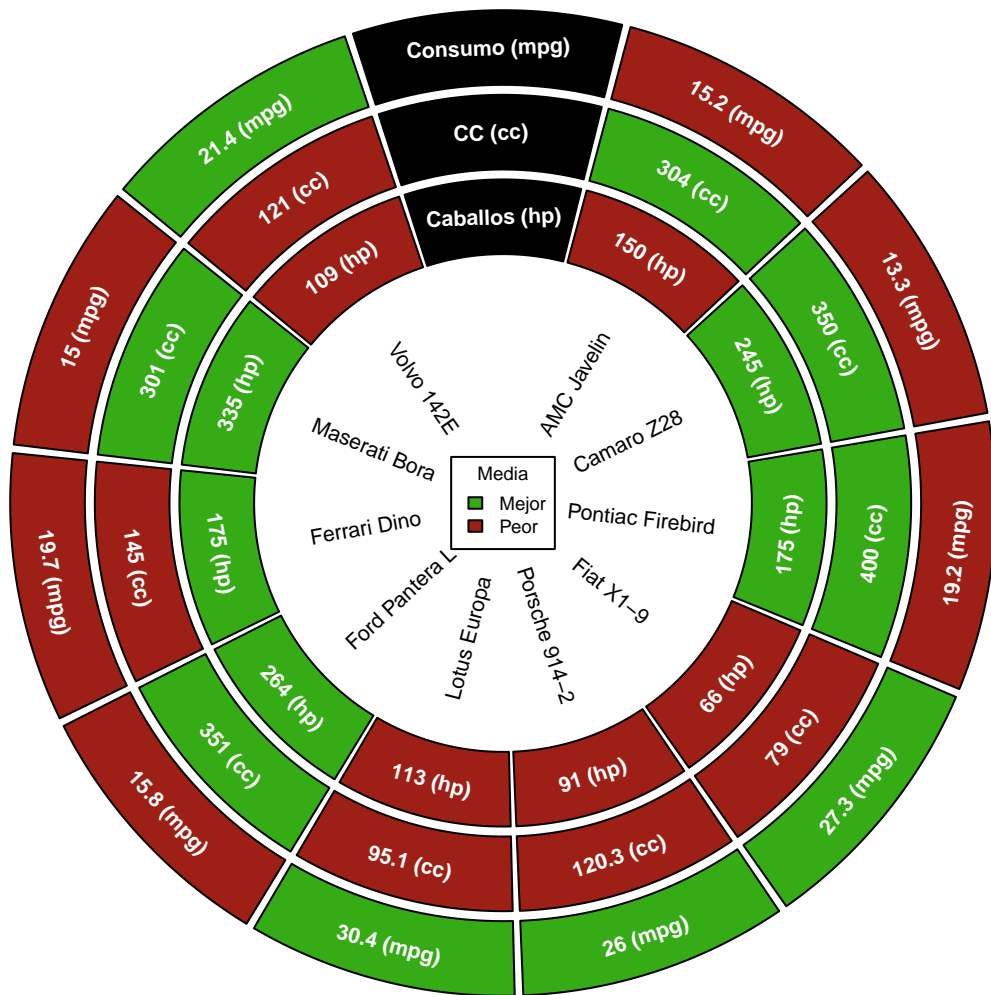 Consumo (mpg)
CC (cc)
Caballos (hp)
15.2 (mpg)
304 (cc)
150 (hp)
AMC Javelin
13.3 (mpg)
350 (cc)
245 (hp)
Camaro Z28
19.2 (mpg)
400 (cc)
175 (hp)
Pontiac Firebird
27.3 (mpg)
79 (cc)
66 (hp)
Fiat X1–9
26 (mpg)
120.3 (cc)
91 (hp)
Porsche 914–2
30.4 (mpg)
95.1 (cc)
113 (hp)
Lotus Europa
15.8 (mpg)
351 (cc)
264 (hp)
Ford Pantera L
19.7 (mpg)
145 (cc)
175 (hp)
Ferrari Dino
15 (mpg)
301 (cc)
335 (hp)
Maserati Bora
21.4 (mpg)
121 (cc)
109 (hp)
Volvo 142E
Media
Mejor
Peor